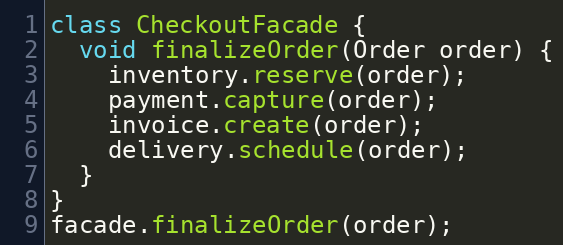 1 class CheckoutFacade {
2   void finalizeOrder(Order order) {
3     inventory.reserve(order);
4     payment.capture(order);
5     invoice.create(order);
6     delivery.schedule(order);
7   }
8 }
9 facade.finalizeOrder(order);